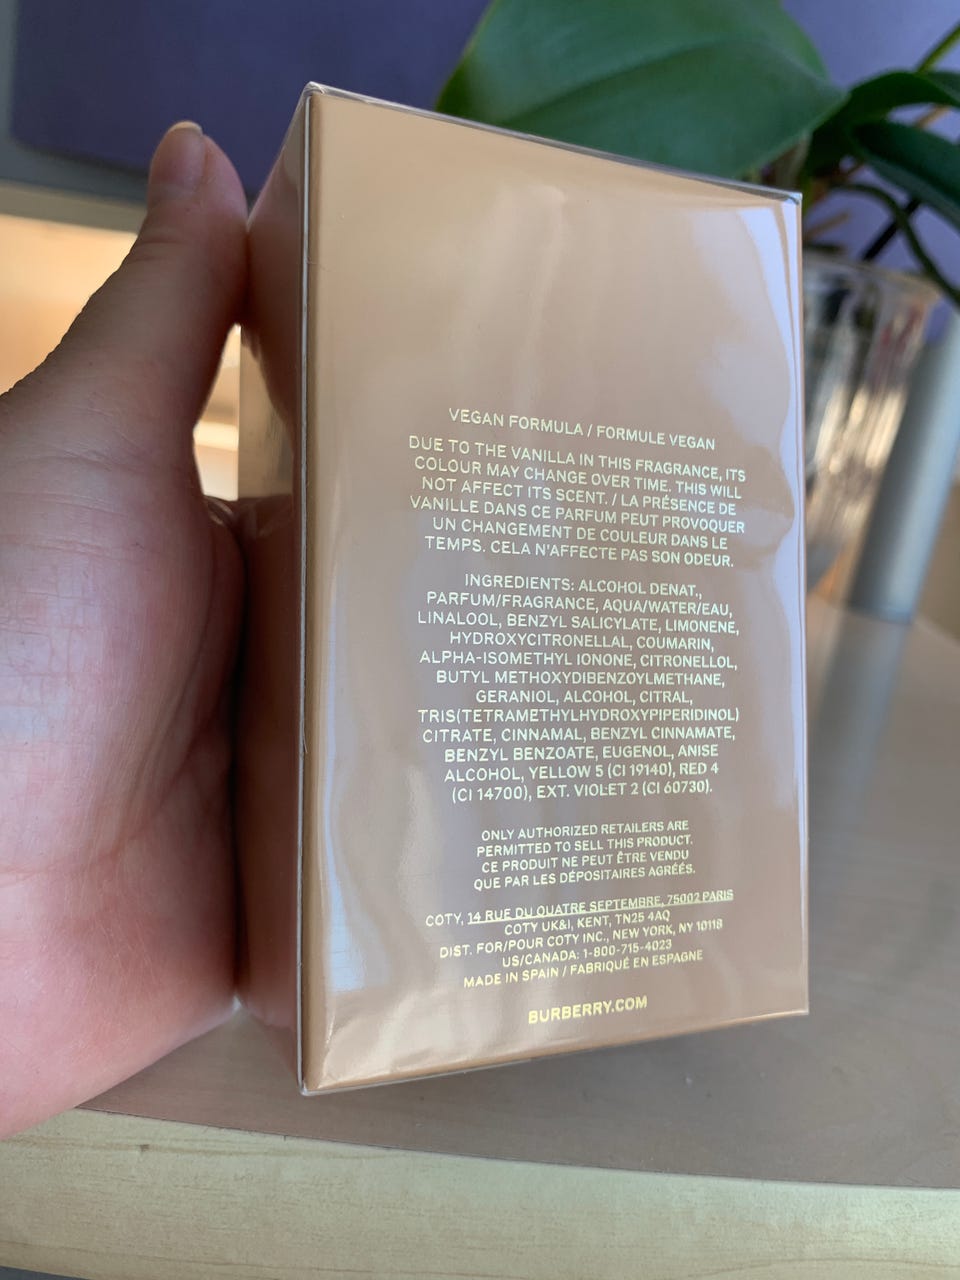 VEGAN FORMULA / FORMULE VEGAN
DUE TO THE VANILLA IN THIS FRAGRANCE, ITS
COLOUR MAY CHANGE OVER TIME. THIS WILL
NOT AFFECT ITS SCENT. / LA PRÉSENCE DE
VANILLE DANS CE PARFUM PEUT PROVOQUER
UN CHANGEMENT DE COULEUR DANS LE
TEMPS. CELA N'AFFECTE PAS SON ODEUR.
INGREDIENTS: ALCOHOL DENAT.,
PARFUM/FRAGRANCE, AQUA/WATER/EAU,
LINALOOL, BENZYL SALICYLATE, LIMONENE,
HYDROXYCITRONELLAL, COUMARIN,
ALPHA-ISOMETHYL IONONE, CITRONELLOL,
BUTYL METHOXYDIBENZOYLMETHANE,
GERANIOL, ALCOHOL, CITRAL,
TRIS(TETRAMETHYLHYDROXYPIPERIDINOL)
CITRATE, CINNAMAL, BENZYL CINNAMATE,
BENZYL BENZOATE, EUGENOL, ANISE
ALCOHOL, YELLOW 5 (CI 19140), RED 4
(CI 14700), EXT. VIOLET 2 (CI 60730).
ONLY AUTHORIZED RETAILERS ARE
PERMITTED TO SELL THIS PRODUCT.
CE PRODUIT NE PEUT ÊTRE VENDU
QUE PAR LES DÉPOSITAIRES AGRÉÉS.
COTY, 14 RUE DU QUATRE SEPTEMBRE, 75002 PARIS
COTY UK&I, KENT, TN25 4AQ
DIST. FOR/POUR COTY INC., NEW YORK, NY 10118
US/CANADA: 1-800-715-4023
MADE IN SPAIN / FABRIQUÉ EN ESPAGNE
BURBERRY.COM